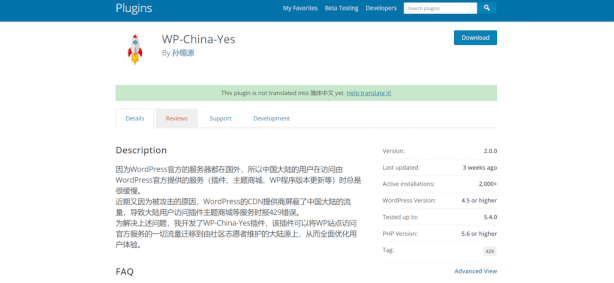 Plugins
My Favorites Beta Testing Developers Search plugins
WP-China-Yes
By 孙锡源
Download
This plugin is not translated into 简体中文 yet. Help translate it!
Details Reviews Support Development
Description
因为WordPress官方的服务器都在国外，所以中国大陆的用户在访问由
WordPress官方提供的服务（插件、主题商城，WP程序版本更新等）时总是
很缓慢。
近期又因为被攻击的原因，WordPress的CDN提供商屏蔽了中国大陆的流
量，导致大陆用户访问插件主题商城等服务时报429错误。
为解决上述问题，我开发了WP-China-Yes插件，该插件可以将WP站点访问
官方服务的一切流量迁移到由社区志愿者维护的大陆源上，从而全面优化用
户体验。
FAQ
Version: 2.0.0
Last updated: 3 weeks ago
Active installations: 2,000+
WordPress Version: 4.5 or higher
Tested up to: 5.4.0
PHP Version: 5.6 or higher
Tag: 429
Advanced View